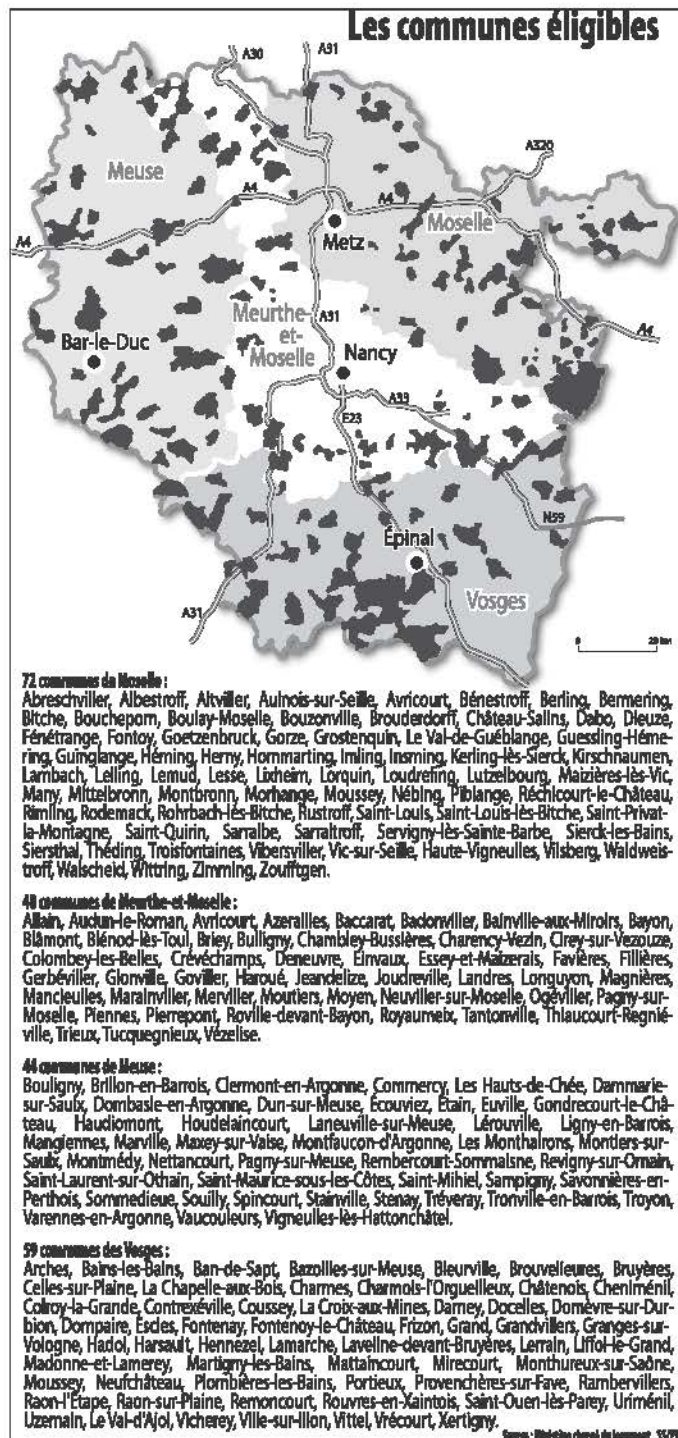 Les communes éligibles
A30
A31
A320
Meuse
A4
A4
Moselle
Metz
A4
Meurthe-
et-
Moselle
A31
A4
Bar-le-Duc
Nancy
A33
E23
N59
Épinal
Vosges
A31
0 20 km
72 communes de Moselle :
Abreschviller, Albestroff, Altviller, Aulnois-sur-Seille, Avricourt, Bénestroff, Berling, Bermering,
Bitche, Boucheporn, Boulay-Moselle, Bouzonville, Brouderdorff, Château-Salins, Dabo, Dieuze,
Fénétrange, Fontoy, Goetzenbruck, Gorze, Grostenquin, Le Val-de-Guéblange, Guessling-Héme-
ring, Guinglange, Héming, Herny, Hommarting, Imling, Insming, Kerling-lès-Sierck, Kirschnaumen,
Lambach, Lelling, Lemud, Lesse, Lixheim, Lorquin, Loudrefing, Lutzelbourg, Maizières-lès-Vic,
Many, Mittelbronn, Montbronn, Morhange, Moussey, Nébing, Piblange, Réchicourt-le-Château,
Rimling, Rodemack, Rohrbach-lès-Bitche, Rustroff, Saint-Louis, Saint-Louis-lès-Bitche, Saint-Privat-
la-Montagne, Saint-Quirin, Sarralbe, Sarraltroff, Servigny-lès-Sainte-Barbe, Sierck-les-Bains,
Siersthal, Théding, Troisfontaines, Vibersviller, Vic-sur-Seille, Haute-Vigneulles, Vilsberg, Waldweis-
troff, Walscheid, Wittring, Zimming, Zoufftgen.
48 communes de Meurthe-et-Moselle :
Allain, Audun-le-Roman, Avricourt, Azerailles, Baccarat, Badonviller, Bainville-aux-Miroirs, Bayon,
Blâmont, Blénod-lès-Toul, Briey, Bulligny, Chambley-Bussières, Charency-Vezin, Cirey-sur-Vezouze,
Colombey-les-Belles, Crévéchamps, Deneuvre, Einvaux, Essey-et-Maizerais, Favières, Fillières,
Gerbéviller, Glonville, Goviller, Haroué, Jeandelize, Joudreville, Landres, Longuyon, Magnières,
Mancieulles, Marainviller, Merviller, Moutiers, Moyen, Neuviller-sur-Moselle, Ogéviller, Pagny-sur-
Moselle, Piennes, Pierrepont, Roville-devant-Bayon, Royaumeix, Tantonville, Thiaucourt-Regnié-
ville, Trieux, Tucquegnieux, Vézelise.
44 communes de Meuse :
Bouligny, Brillon-en-Barrois, Clermont-en-Argonne, Commercy, Les Hauts-de-Chée, Dammarie-
sur-Saulx, Dombasle-en-Argonne, Dun-sur-Meuse, Écouviez, Étain, Euville, Gondrecourt-le-Châ-
teau, Haudiomont, Houdelaincourt, Laneuville-sur-Meuse, Lérouville, Ligny-en-Barrois,
Mangiennes, Marville, Maxey-sur-Vaise, Montfaucon-d'Argonne, Les Monthairons, Montiers-sur-
Saulx, Montmédy, Nettancourt, Pagny-sur-Meuse, Rembercourt-Sommaisne, Revigny-sur-Ornain,
Saint-Laurent-sur-Othain, Saint-Maurice-sous-les-Côtes, Saint-Mihiel, Sampigny, Savonnières-en-
Perthois, Sommedieue, Souilly, Spincourt, Stainville, Stenay, Tréveray, Tronville-en-Barrois, Troyon,
Varennes-en-Argonne, Vaucouleurs, Vigneulles-lès-Hattonchâtel.
59 communes des Vosges :
Arches, Bains-les-Bains, Ban-de-Sapt, Bazoilles-sur-Meuse, Bleurville, Brouvelieures, Bruyères,
Celles-sur-Plaine, La Chapelle-aux-Bois, Charmes, Charmois-l'Orgueilleux, Châtenois, Cheniménil,
Colroy-la-Grande, Contrexéville, Coussey, La Croix-aux-Mines, Darney, Docelles, Domèvre-sur-Dur-
bion, Dompaire, Escles, Fontenay, Fontenoy-le-Château, Frizon, Grand, Grandvillers, Granges-sur-
Vologne, Hadol, Harsault, Hennezel, Lamarche, Laveline-devant-Bruyères, Lerrain, Liffol-le-Grand,
Madonne-et-Lamerey, Martigny-les-Bains, Mattaincourt, Mirecourt, Monthureux-sur-Saône,
Moussey, Neufchâteau, Plombières-les-Bains, Portieux, Provenchères-sur-Fave, Rambervillers,
Raon-l'Etape, Raon-sur-Plaine, Remoncourt, Rouvres-en-Xaintois, Saint-Ouen-lès-Parey, Uriménil,
Uzemain, Le Val-d'Ajol, Vicherey, Ville-sur-Illon, Vittel, Vrécourt, Xertigny.
Source : Ministère chargé du logement